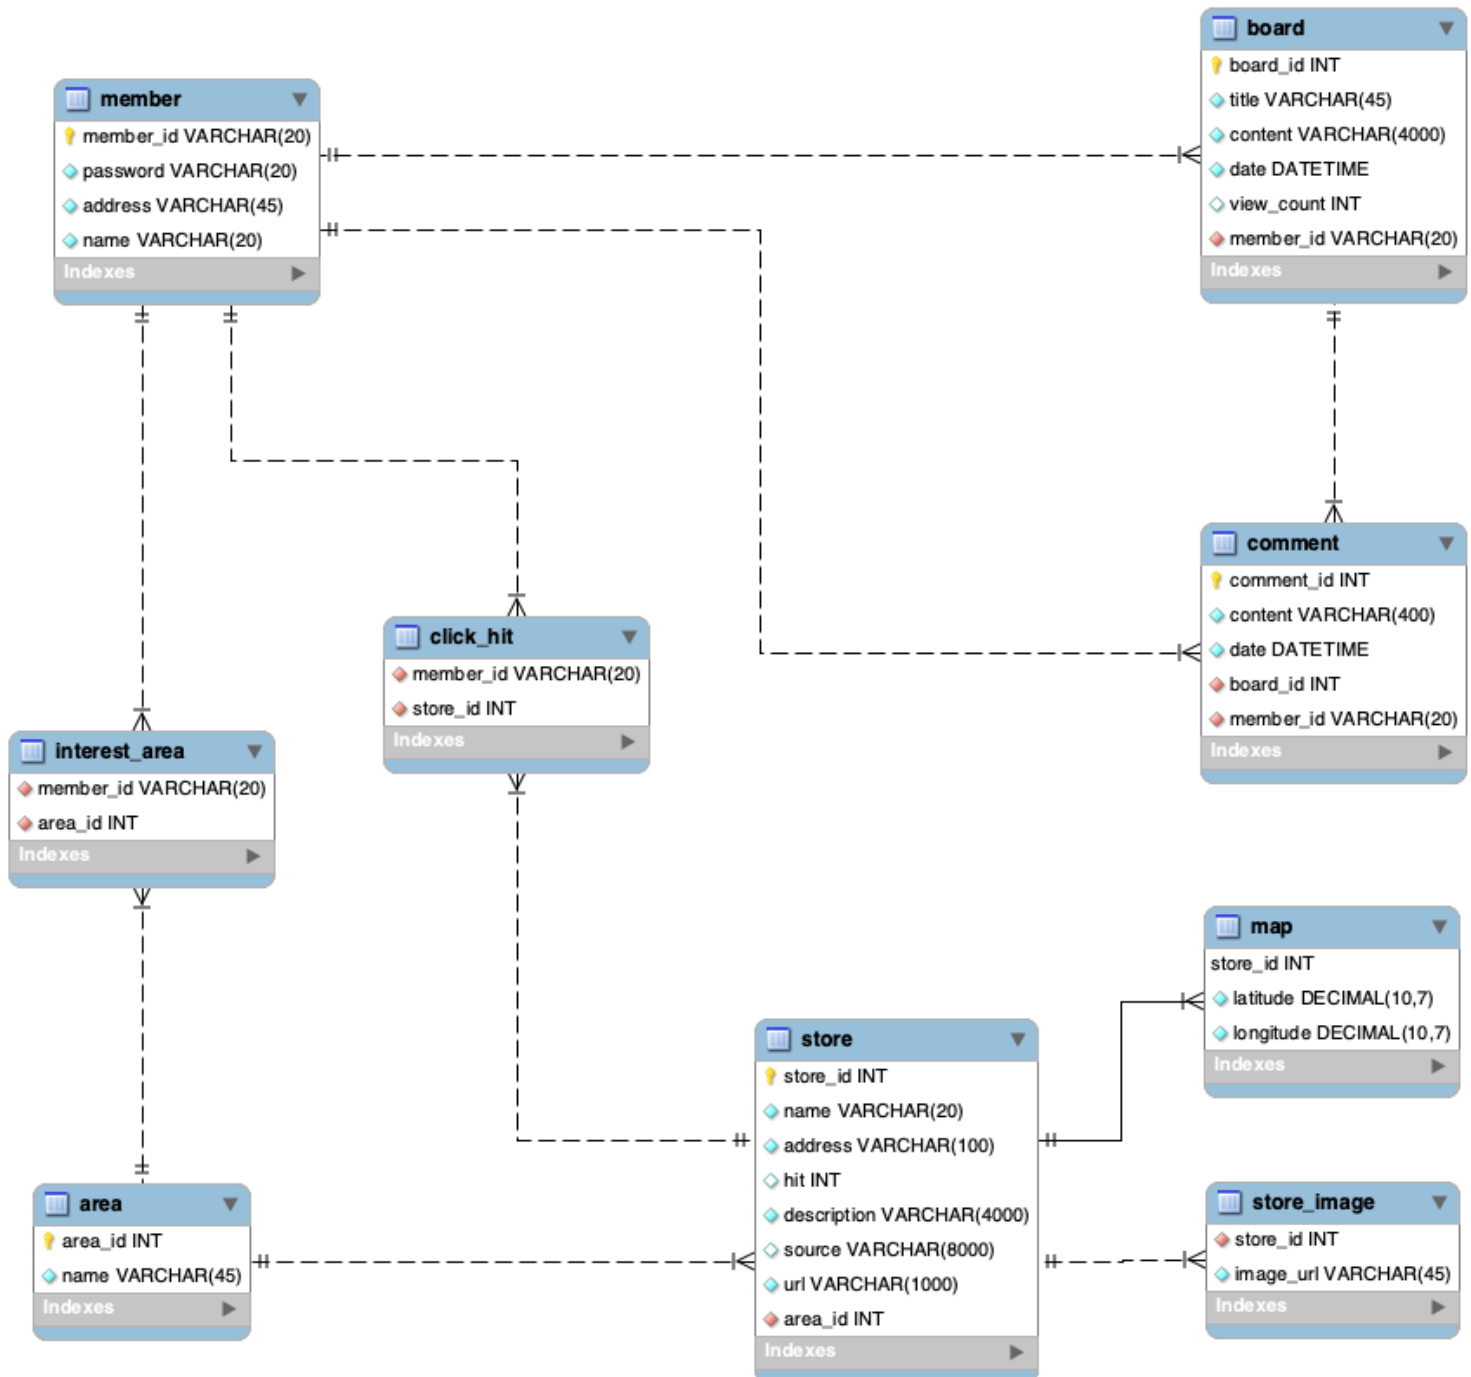 member
member_id VARCHAR(20)
password VARCHAR(20)
address VARCHAR(45)
name VARCHAR(20)
Indexes
board
board_id INT
title VARCHAR(45)
content VARCHAR(4000)
date DATETIME
view_count INT
member_id VARCHAR(20)
Indexes
click_hit
member_id VARCHAR(20)
store_id INT
Indexes
comment
comment_id INT
content VARCHAR(400)
date DATETIME
board_id INT
member_id VARCHAR(20)
Indexes
interest_area
member_id VARCHAR(20)
area_id INT
Indexes
map
store_id INT
latitude DECIMAL(10,7)
longitude DECIMAL(10,7)
Indexes
store
store_id INT
name VARCHAR(20)
address VARCHAR(100)
hit INT
description VARCHAR(4000)
source VARCHAR(8000)
url VARCHAR(1000)
area_id INT
Indexes
area
area_id INT
name VARCHAR(45)
Indexes
store_image
store_id INT
image_url VARCHAR(45)
Indexes